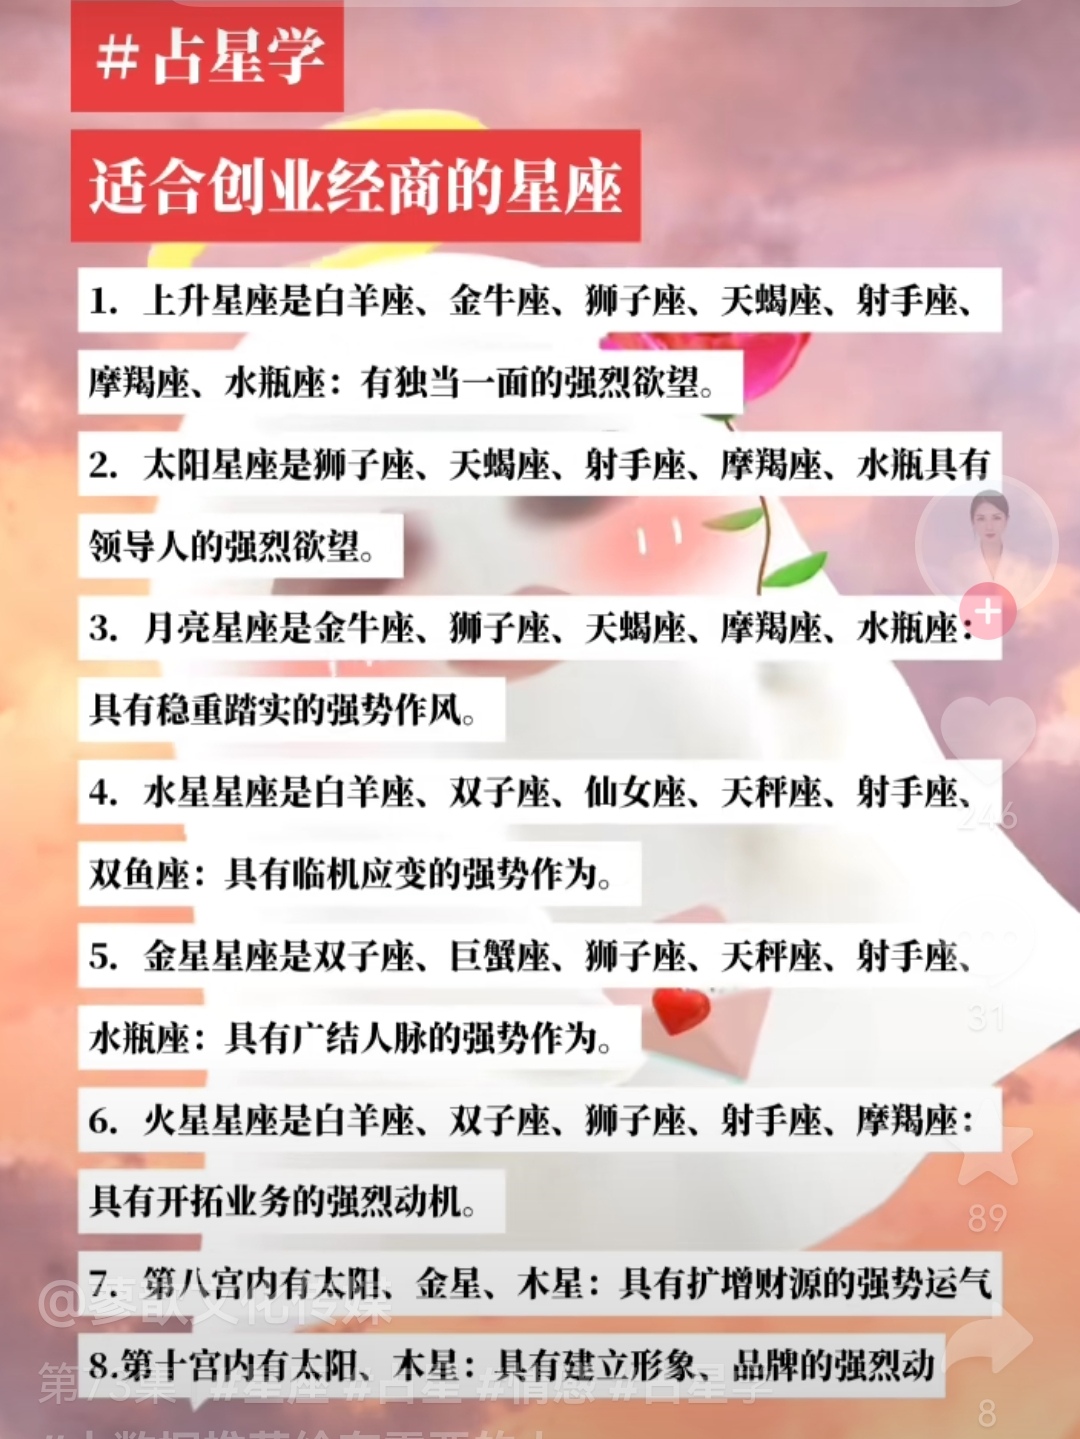 #占星学
适合创业经商的星座
1. 上升星座是白羊座、金牛座、狮子座、天蝎座、射手座、
摩羯座、水瓶座：有独当一面的强烈欲望。
2. 太阳星座是狮子座、天蝎座、射手座、摩羯座、水瓶具有
领导人的强烈欲望。
3. 月亮星座是金牛座、狮子座、天蝎座、摩羯座、水瓶座：
具有稳重踏实的强势作风。
4. 水星星座是白羊座、双子座、仙女座、天秤座、射手座、
246
双鱼座：具有临机应变的强势作为。
5. 金星星座是双子座、巨蟹座、狮子座、天秤座、射手座、
水瓶座：具有广结人脉的强势作为。
31
6. 火星星座是白羊座、双子座、狮子座、射手座、摩羯座：
具有开拓业务的强烈动机。
89
7. 第八宫内有太阳、金星、木星：具有扩增财源的强势运气
@蓼歆文化传媒
8.第十宫内有太阳、木星：具有建立形象、品牌的强烈动
第73集 #星座 #占星 #情感 #占星学
8